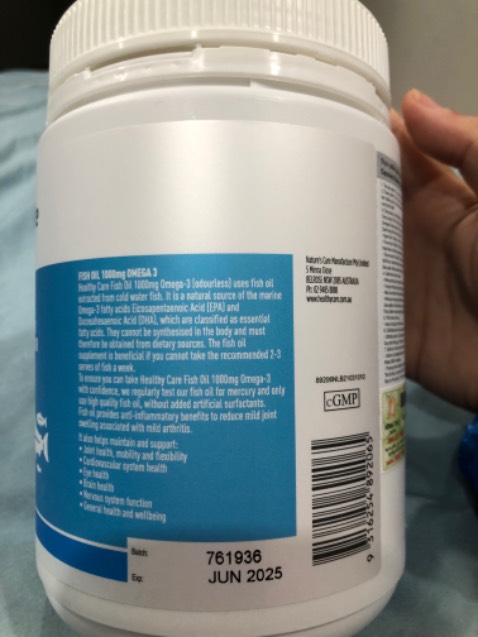 e
FISH OIL 1000mg OMEGA 3
Healthy Care Fish Oil 1000mg Omega-3 (odourless) uses fish oil
extracted from cold water fish. It is a natural source of the marine
Omega-3 fatty acids Eicosapentaenoic Acid (EPA) and
Docosahexaenoic Acid (DHA), which are classified as essential
fatty acids. They cannot be synthesised in the body and must
therefore be obtained from dietary sources. The fish oil
supplement is beneficial if you cannot take the recommended 2-3
serves of fish a week.
To ensure you can take Healthy Care Fish Oil 1000mg Omega-3
with confidence, we regularly test our fish oil for mercury and only
use high quality fish oil, without added artificial surfactants.
Fish oil provides anti-inflammatory benefits to reduce mild joint
swelling associated with mild arthritis.
It also helps maintain and support:
• Joint health, mobility and flexibility
• Cardiovascular system health
• Eye health
• Brain health
• Nervous system function
• General health and wellbeing
Batch: 761936
Exp: JUN 2025
Nature's Care Manufacture Pty Limited
5 Minna Close
BELROSE NSW 2085 AUSTRALIA
www.healthycare.com.au
cGMP
9 316254 892065